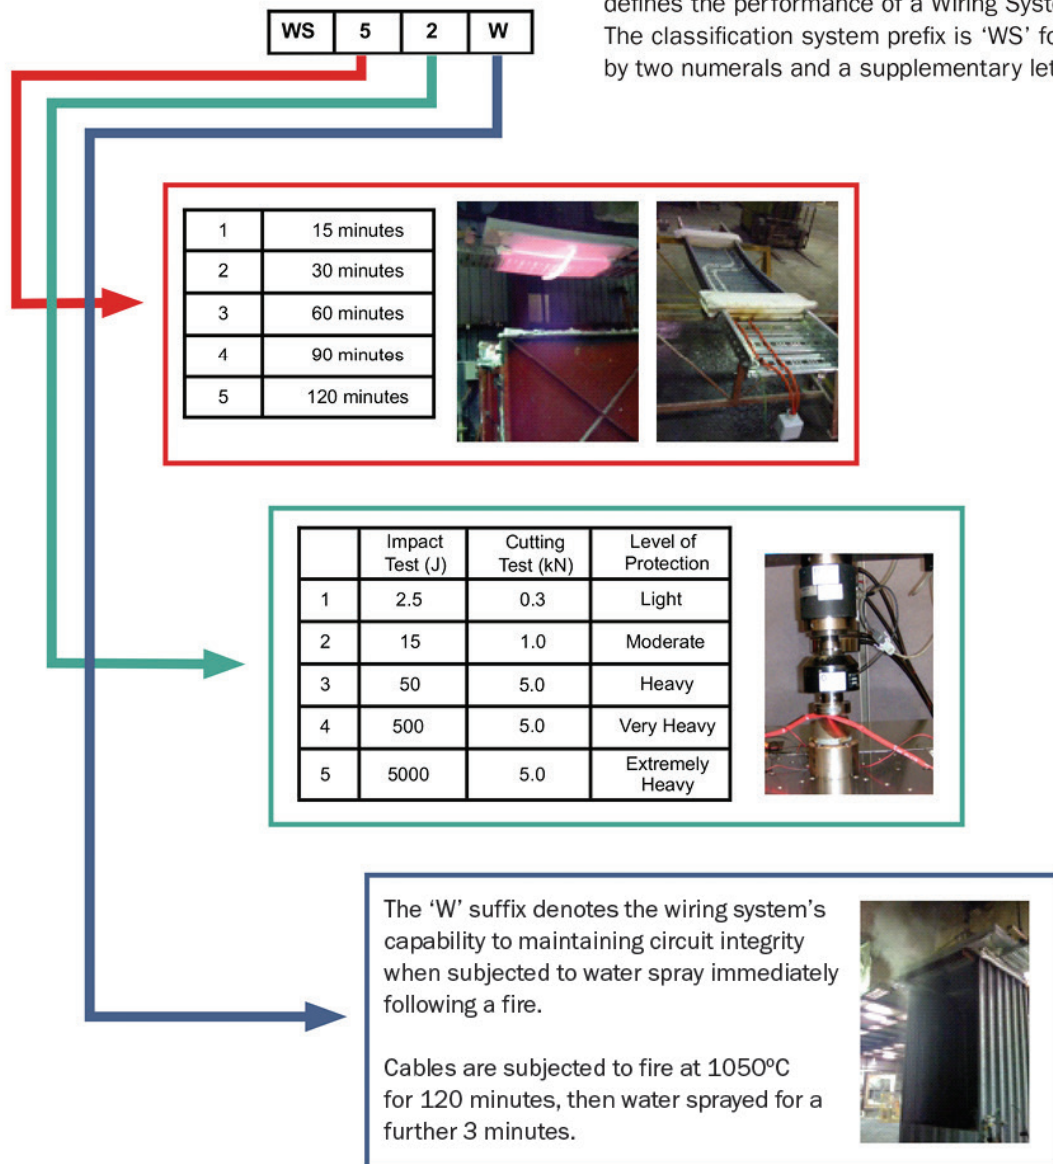 defines the performance of a Wiring Syste
WS 5 2 W
The classification system prefix is ‘WS’ fo
by two numerals and a supplementary let
1 15 minutes
2 30 minutes
3 60 minutes
4 90 minutes
5 120 minutes
Impact Test (J) Cutting Test (kN) Level of Protection
1 2.5 0.3 Light
2 15 1.0 Moderate
3 50 5.0 Heavy
4 500 5.0 Very Heavy
5 5000 5.0 Extremely Heavy
The ‘W’ suffix denotes the wiring system’s
capability to maintaining circuit integrity
when subjected to water spray immediately
following a fire.
Cables are subjected to fire at 1050ºC
for 120 minutes, then water sprayed for a
further 3 minutes.